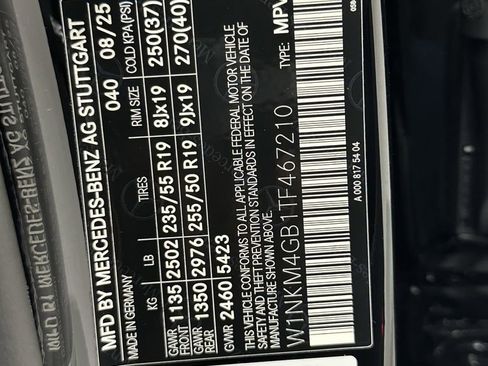 MFD BY MERCEDES-BENZ AG STUTTGART
MADE IN GERMANY 040 08/25
KG LB TIRES RIM SIZE COLD KPA(PSI)
GAWR FRONT 1135 2502 235/55 R19 8Jx19 250(37)
GAWR REAR 1350 2976 255/50 R19 9Jx19 270(40)
GVWR 2460 5423
THIS VEHICLE CONFORMS TO ALL APPLICABLE FEDERAL MOTOR VEHICLE
SAFETY AND THEFT PREVENTION STANDARDS IN EFFECT ON THE DATE OF
MANUFACTURE SHOWN ABOVE.
TYPE: MPV
W1NKM4GB1TF467210
A 000 817 54 04